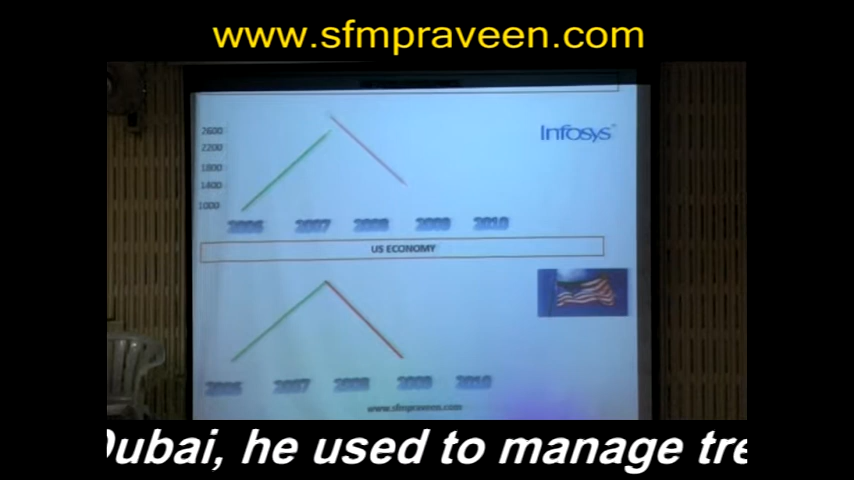 www.sfmpraveen.com
Infosys™
2600
2200
1800
1400
1000
2006 2007 2008 2009 2010
US ECONOMY
2006 2007 2008 2009 2010
www.sfmpraveen.com
Dubai, he used to manage tre